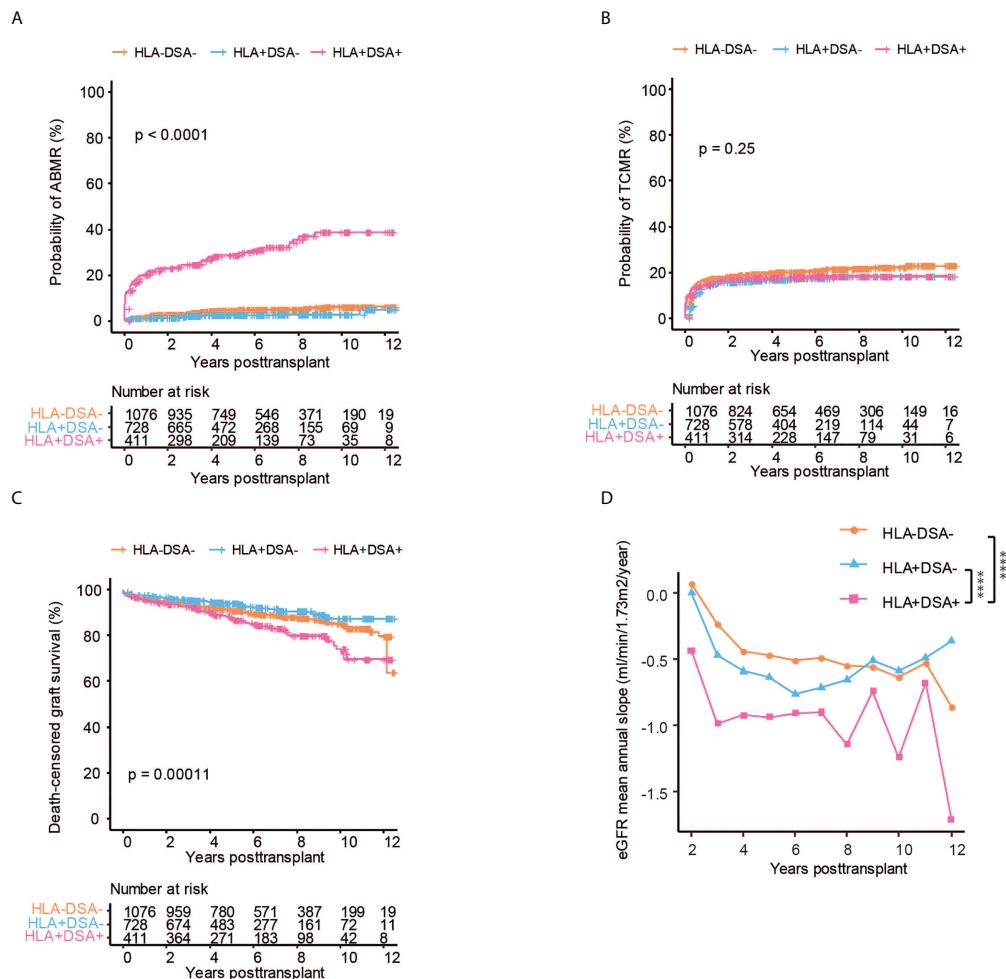 A
HLA-DSA- HLA+DSA- HLA+DSA+
Probability of ABMR (%)
100
80
60
40
20
0
p < 0.0001
0 2 4 6 8 10 12
Years posttransplant
Number at risk
HLA-DSA- 1076 935 749 546 371 190 19
HLA+DSA- 728 665 472 268 155 69 9
HLA+DSA+ 411 298 209 139 73 35 8
0 2 4 6 8 10 12
Years posttransplant
B
HLA-DSA- HLA+DSA- HLA+DSA+
Probability of TCMR (%)
100
80
60
40
20
0
p = 0.25
0 2 4 6 8 10 12
Years posttransplant
Number at risk
HLA-DSA- 1076 824 654 469 306 149 16
HLA+DSA- 728 578 404 219 114 44 7
HLA+DSA+ 411 314 228 147 79 31 6
0 2 4 6 8 10 12
Years posttransplant
C
HLA-DSA- HLA+DSA- HLA+DSA+
Death-censored graft survival (%)
100
80
60
40
20
0
p = 0.00011
0 2 4 6 8 10 12
Years posttransplant
Number at risk
HLA-DSA- 1076 959 780 571 387 199 19
HLA+DSA- 728 674 483 277 161 72 11
HLA+DSA+ 411 364 271 183 98 42 8
0 2 4 6 8 10 12
Years posttransplant
D
HLA-DSA-
HLA+DSA-
HLA+DSA+
****
****
eGFR mean annual slope (ml/min/1.73m2/year)
0.0
-0.5
-1.0
-1.5
2 4 6 8 10 12
Years posttransplant